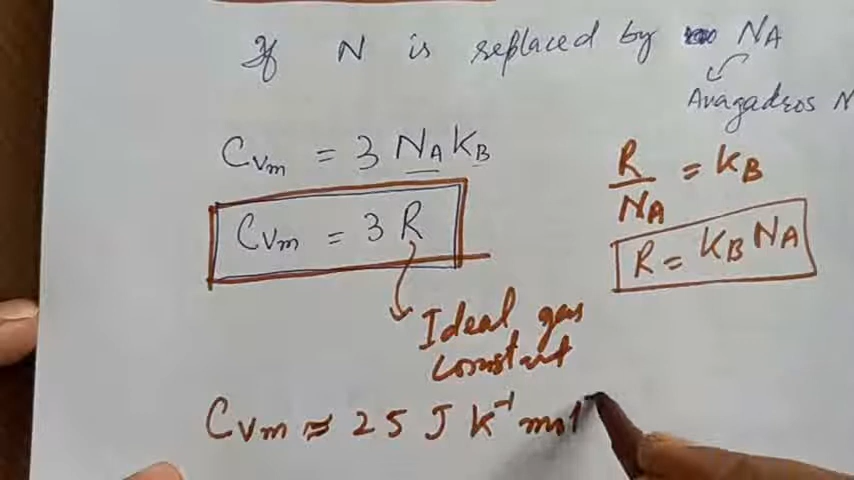 If N is replaced by NA
Avagadros N
CVm = 3 NA KB
CVm = 3 R
R/NA = KB
R = KB NA
Ideal gas
constant
CVm ≈ 25 J K⁻¹ mol